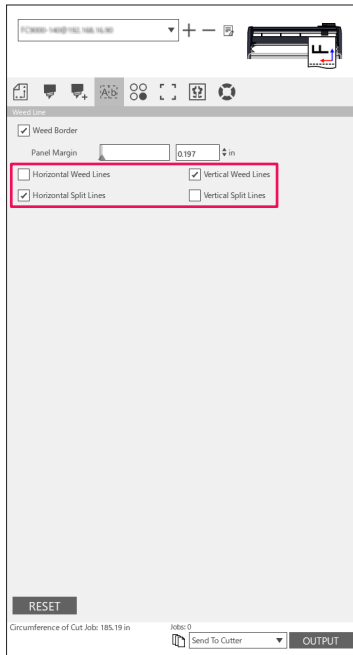 Weed Line
Weed Border
Panel Margin 0.197 in
Horizontal Weed Lines Vertical Weed Lines
Horizontal Split Lines Vertical Split Lines
RESET
Circumference of Cut Job: 185.19 in Jobs: 0
Send To Cutter OUTPUT